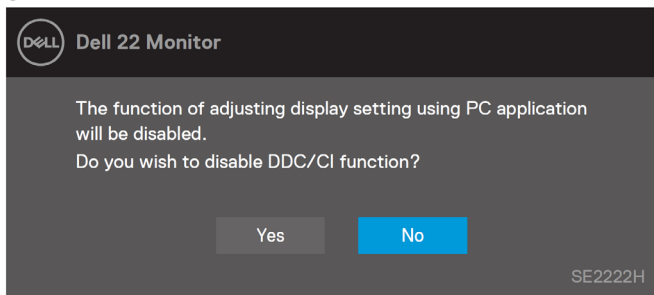 DELL
Dell 22 Monitor
The function of adjusting display setting using PC application
will be disabled.
Do you wish to disable DDC/CI function?
Yes
No
SE2222H